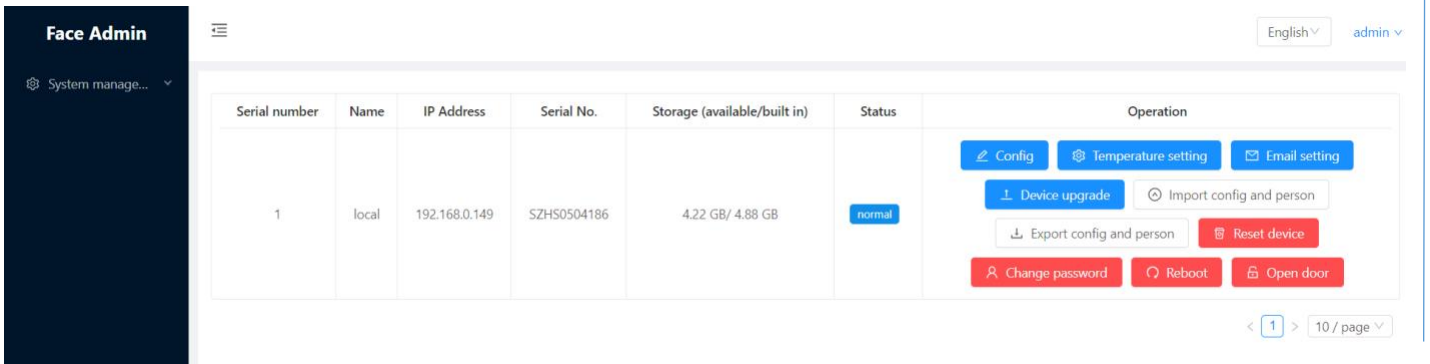 Face Admin
English
admin
System manage...
Serial number Name IP Address Serial No. Storage (available/built in) Status Operation
1 local 192.168.0.149 SZHS0504186 4.22 GB/ 4.88 GB normal
Config Temperature setting Email setting
Device upgrade Import config and person
Export config and person Reset device
Change password Reboot Open door
< 1 > 10 / page